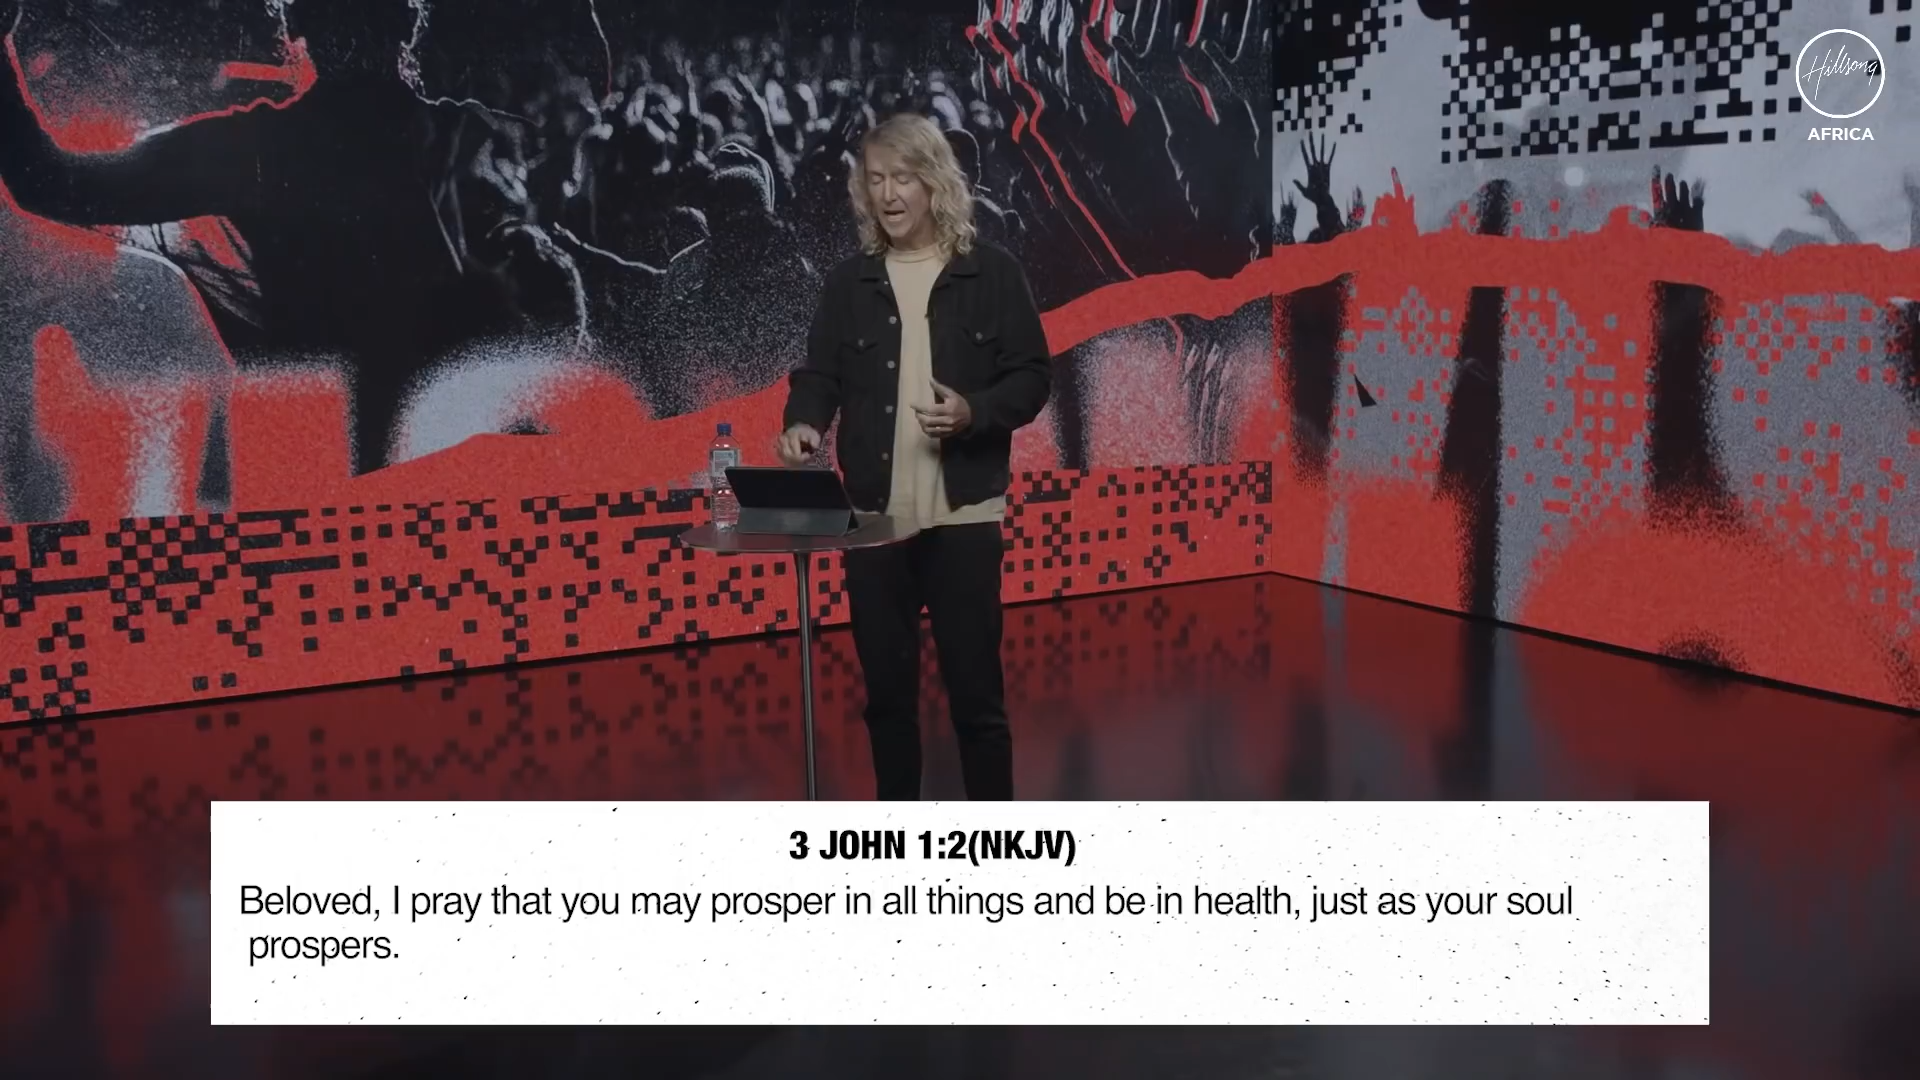 Hillsong
AFRICA
3 JOHN 1:2(NKJV)
Beloved, I pray that you may prosper in all things and be in health, just as your soul
prospers.